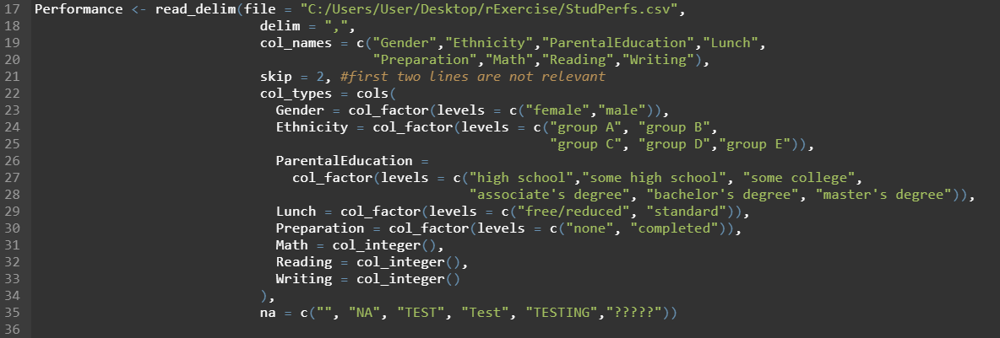 17 Performance <- read_delim(file = "C:/Users/User/Desktop/rExercise/StudPerfs.csv",
18 delim = ",",
19 col_names = c("Gender","Ethnicity","ParentalEducation","Lunch",
20 "Preparation","Math","Reading","Writing"),
21 skip = 2, #first two lines are not relevant
22 col_types = cols(
23 Gender = col_factor(levels = c("female","male")),
24 Ethnicity = col_factor(levels = c("group A", "group B",
25 "group C", "group D","group E")),
26 ParentalEducation =
27 col_factor(levels = c("high school","some high school", "some college",
28 "associate's degree", "bachelor's degree", "master's degree")),
29 Lunch = col_factor(levels = c("free/reduced", "standard")),
30 Preparation = col_factor(levels = c("none", "completed")),
31 Math = col_integer(),
32 Reading = col_integer(),
33 Writing = col_integer()
34 ),
35 na = c("", "NA", "TEST", "Test", "TESTING","?????"))
36